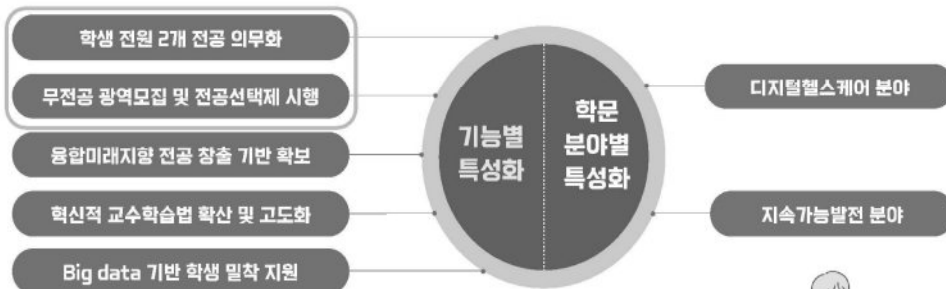 학생 전원 2개 전공 의무화
무전공 광역모집 및 전공선택제 시행
융합미래지향 전공 창출 기반 확보
혁신적 교수학습법 확산 및 고도화
Big data 기반 학생 밀착 지원
기능별
특성화
학문
분야별
특성화
디지털헬스케어 분야
지속가능발전 분야